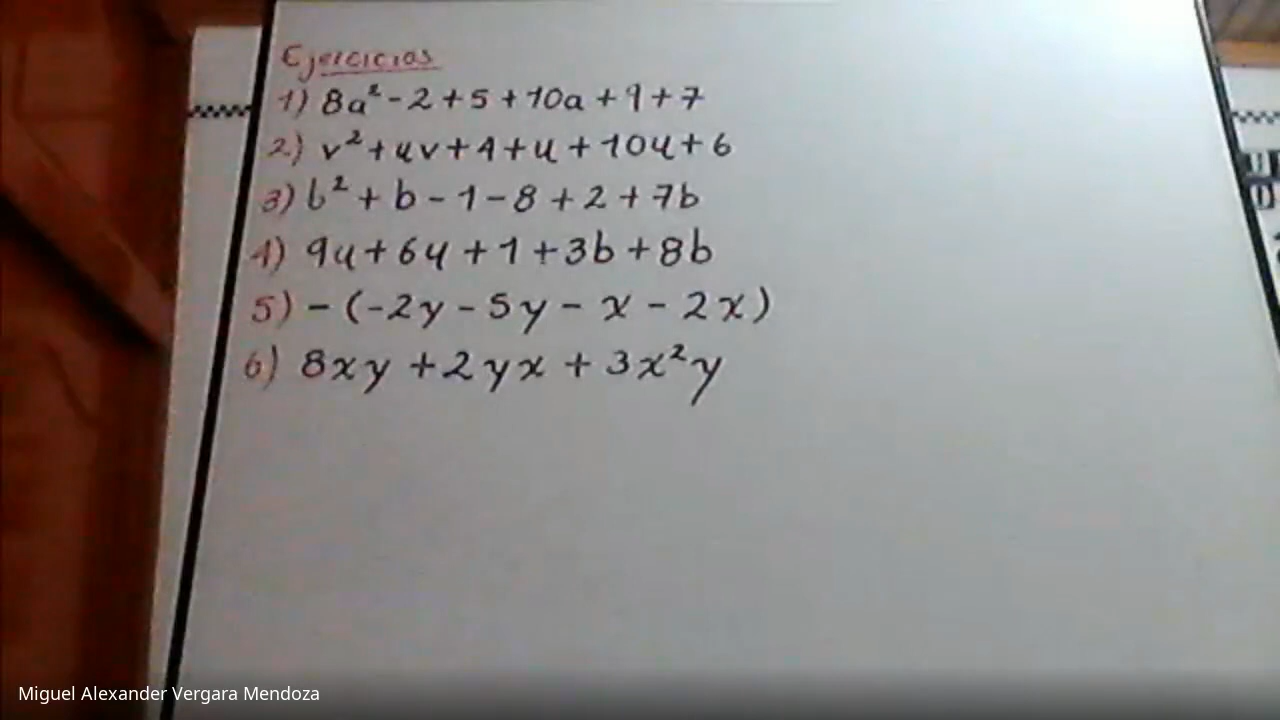 Ejercicios
1) 8a² - 2 + 5 + 10a + 9 + 7
2) v² + 4v + 4 + u + 10u + 6
3) b² + b - 1 - 8 + 2 + 7b
4) 9u + 6u + 1 + 3b + 8b
5) - (-2y - 5y - x - 2x)
6) 8xy + 2yx + 3x²y
Miguel Alexander Vergara Mendoza